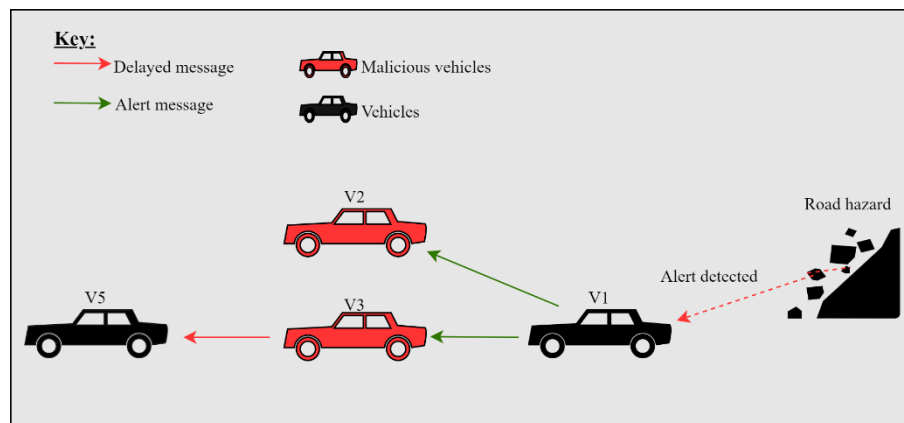 Key:
Delayed message
Malicious vehicles
Alert message
Vehicles
V2
Road hazard
Alert detected
V5
V3
V1